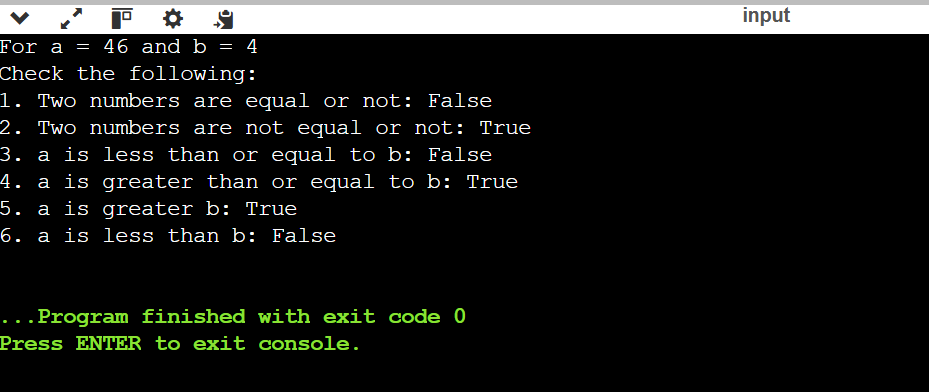 input
For a = 46 and b = 4
Check the following:
1. Two numbers are equal or not: False
2. Two numbers are not equal or not: True
3. a is less than or equal to b: False
4. a is greater than or equal to b: True
5. a is greater b: True
6. a is less than b: False
...Program finished with exit code 0
Press ENTER to exit console.